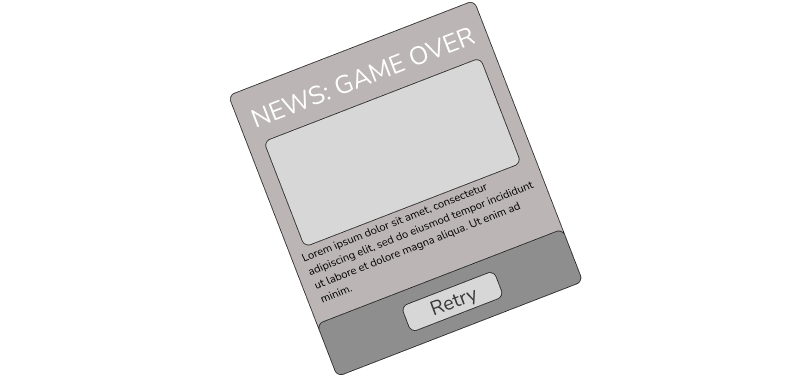 NEWS: GAME OVER
Lorem ipsum dolor sit amet, consectetur
adipiscing elit, sed do eiusmod tempor incididunt
ut labore et dolore magna aliqua. Ut enim ad
minim.
Retry